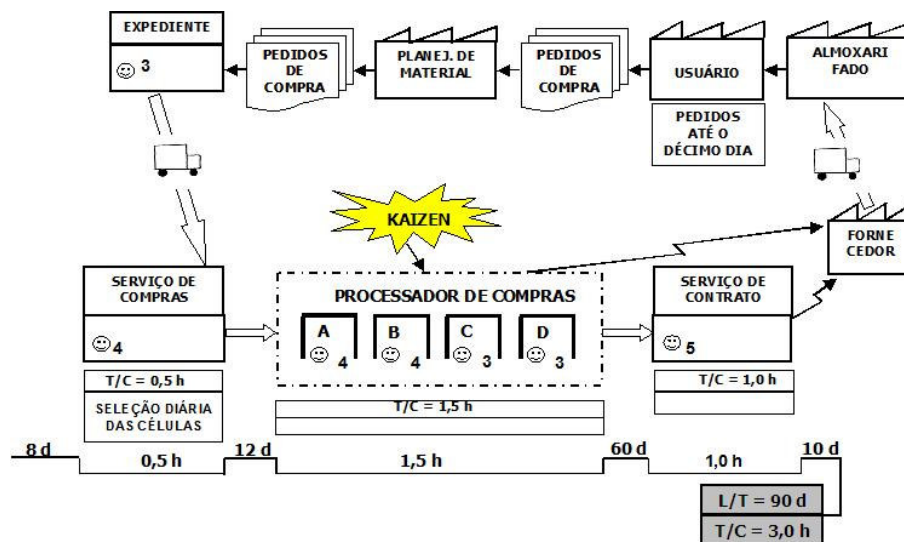 EXPEDIENTE
3
PEDIDOS
DE
COMPRA
PLANEJ. DE
MATERIAL
PEDIDOS
DE
COMPRA
USUÁRIO
ALMOXARI
FADO
PEDIDOS
ATÉ O
DÉCIMO DIA
KAIZEN
FORNE
CEDOR
SERVIÇO DE
COMPRAS
4
PROCESSADOR DE COMPRAS
A
4
B
4
C
3
D
3
SERVIÇO DE
CONTRATO
5
T/C = 0,5 h
SELEÇÃO DIÁRIA
DAS CÉLULAS
T/C = 1,5 h
T/C = 1,0 h
8 d
0,5 h
12 d
1,5 h
60 d
1,0 h
10 d
L/T = 90 d
T/C = 3,0 h